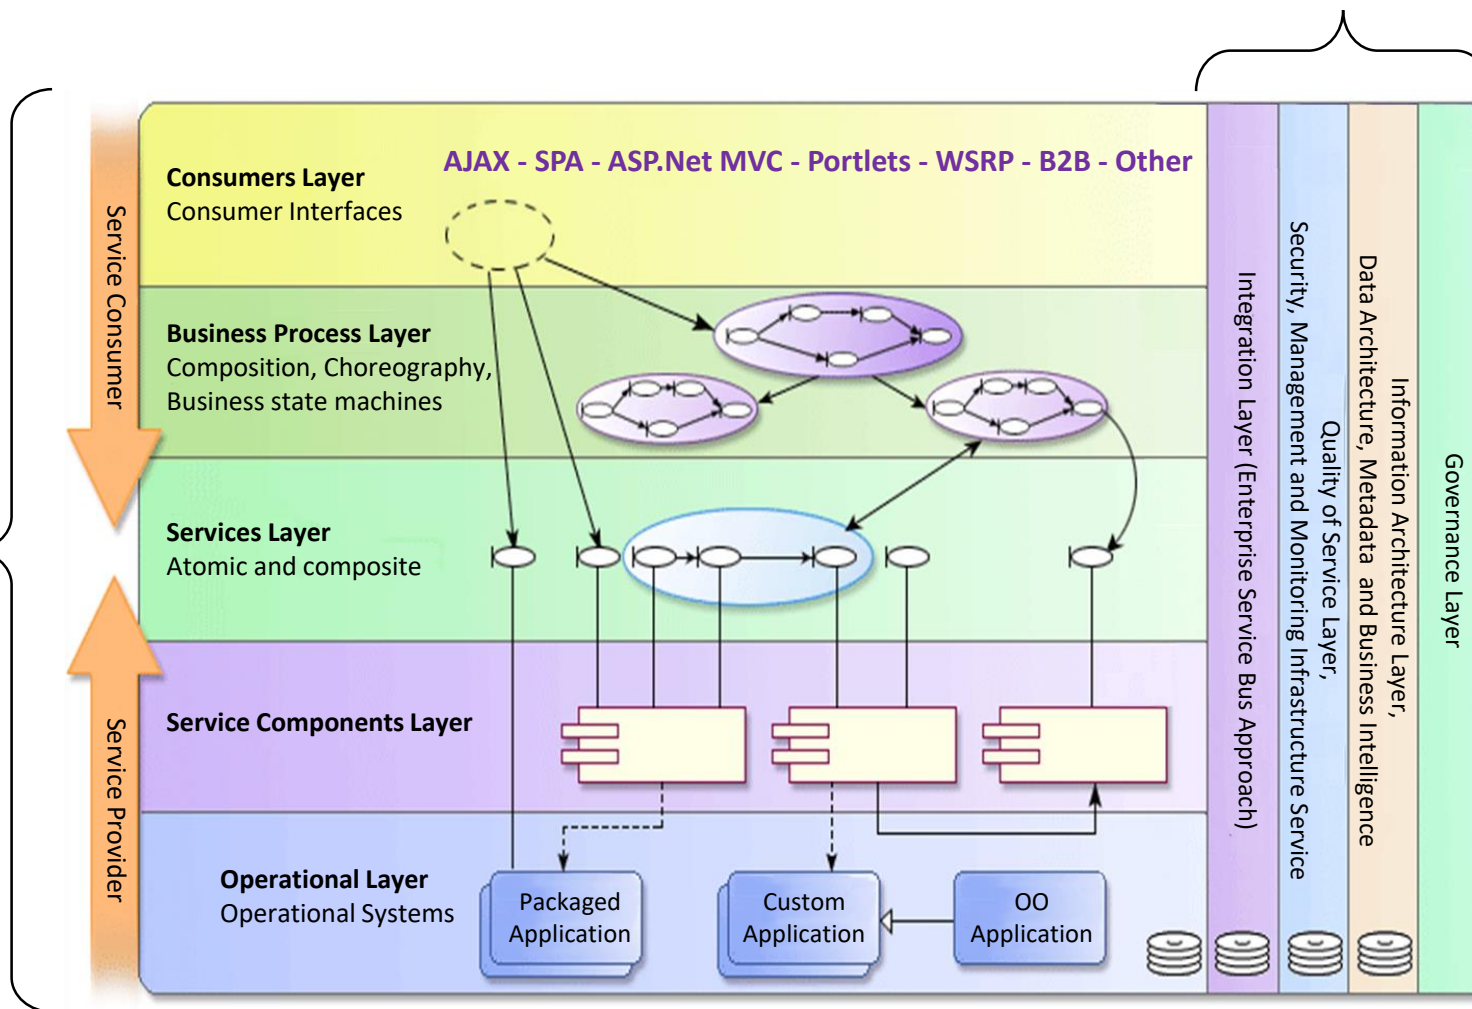 AJAX - SPA - ASP.Net MVC - Portlets - WSRP - B2B - Other
Consumers Layer
Consumer Interfaces
Business Process Layer
Composition, Choreography,
Business state machines
Services Layer
Atomic and composite
Service Components Layer
Operational Layer
Operational Systems
Packaged
Application
Custom
Application
OO
Application
Service Consumer
Service Provider
Integration Layer (Enterprise Service Bus Approach)
Quality of Service Layer,
Security, Management and Monitoring Infrastructure Service
Information Architecture Layer,
Data Architecture, Metadata and Business Intelligence
Governance Layer